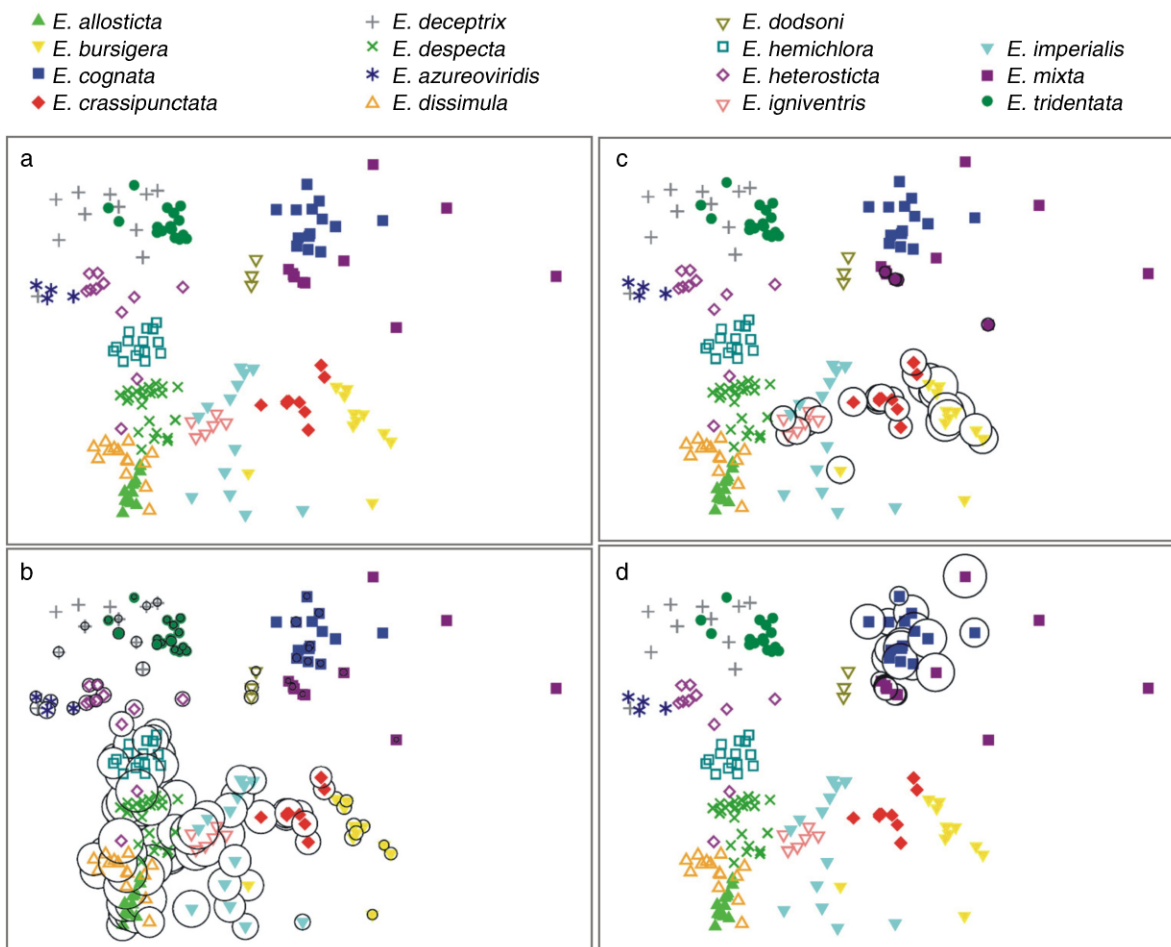 E. allosticta E. deceptrix E. dodsoni
E. bursigera E. despecta E. hemichlora E. imperialis
E. cognata E. azureoviridis E. heterosticta E. mixta
E. crassipunctata E. dissimula E. igniventris E. tridentata
a c
b d